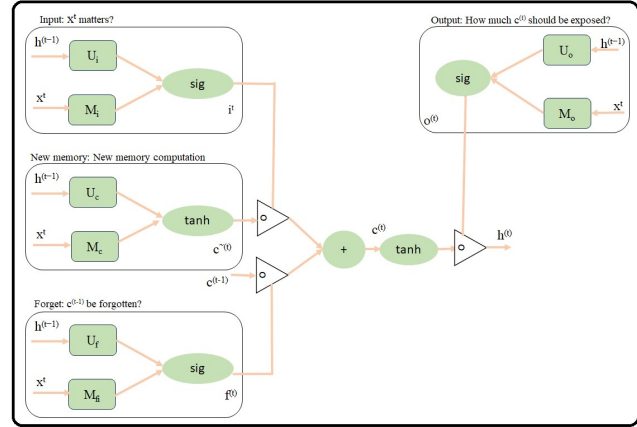 Input: X^t matters?
h^(t−1)
U_i
sig
x^t
M_i
i^t
Output: How much c^(t) should be exposed?
U_o
h^(t−1)
sig
M_o
x^t
o^(t)
New memory: New memory computation
h^(t−1)
U_c
tanh
x^t
M_c
c^~(t)
c^(t-1)
+
c^(t)
tanh
h^(t)
Forget: c^(t-1) be forgotten?
h^(t−1)
U_f
sig
x^t
M_fi
f^(t)